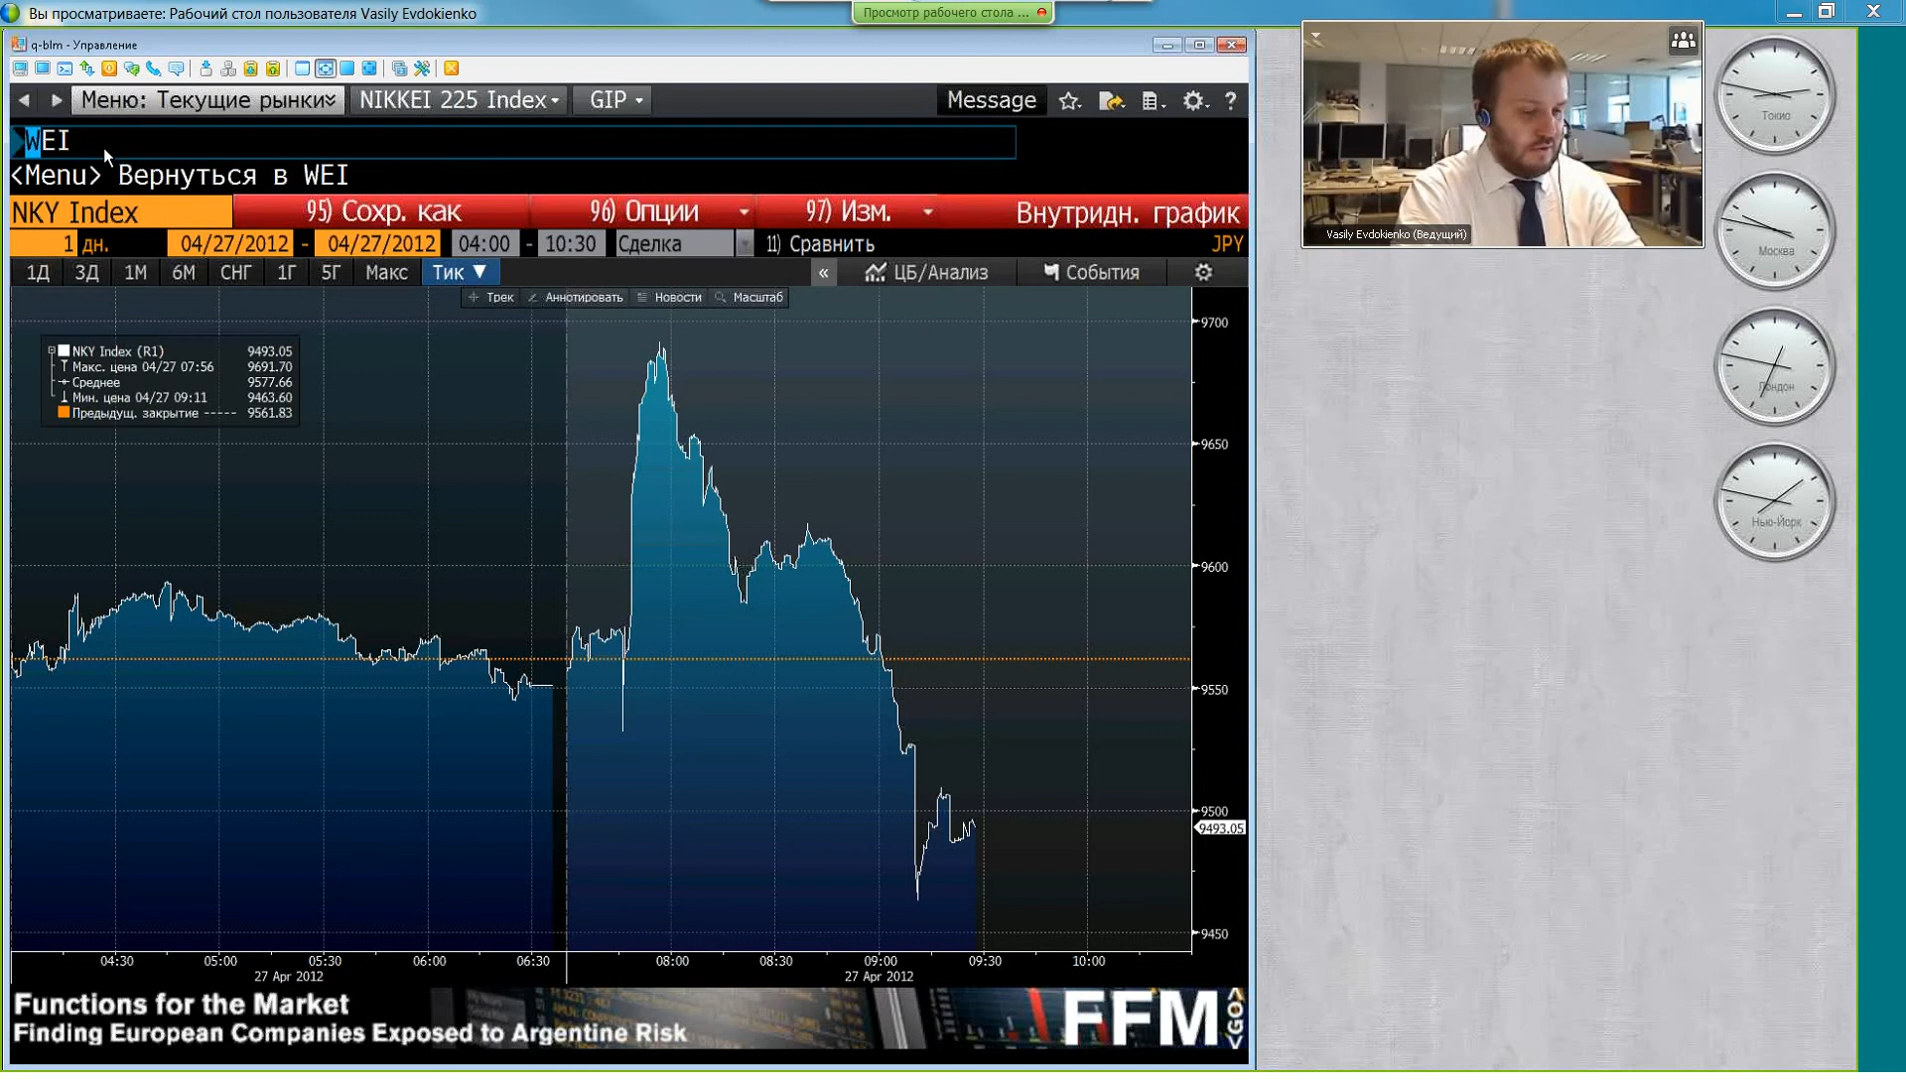 Вы просматриваете: Рабочий стол пользователя Vasily Evdokienko
Просмотр рабочего стола ...
q-blm - Управление
Меню: Текущие рынки
NIKKEI 225 Index
GIP
Message
?
WEI
<Menu> Вернуться в WEI
NKY Index
95) Сохр. как
96) Опции
97) Изм.
Внутридн. график
1 дн.
04/27/2012 - 04/27/2012
04:00 - 10:30
Сделка
11) Сравнить
JPY
1Д 3Д 1М 6М СНГ 1Г 5Г Макс Тик ▼
«
ЦБ/Анализ
События
Трек Аннотировать Новости Масштаб
NKY Index (R1) 9493.05
Макс. цена 04/27 07:56 9691.70
Среднее 9577.66
Мин. цена 04/27 09:11 9463.60
Предыдущ. закрытие ----- 9561.83
9700
9650
9600
9550
9500
9493.05
9450
04:30 05:00 05:30 06:00 06:30 08:00 08:30 09:00 09:30 10:00
27 Apr 2012 27 Apr 2012
Functions for the Market
Finding European Companies Exposed to Argentine Risk
FFM <GO>
Vasily Evdokienko (Ведущий)
Токио
Москва
Лондон
Нью-Йорк